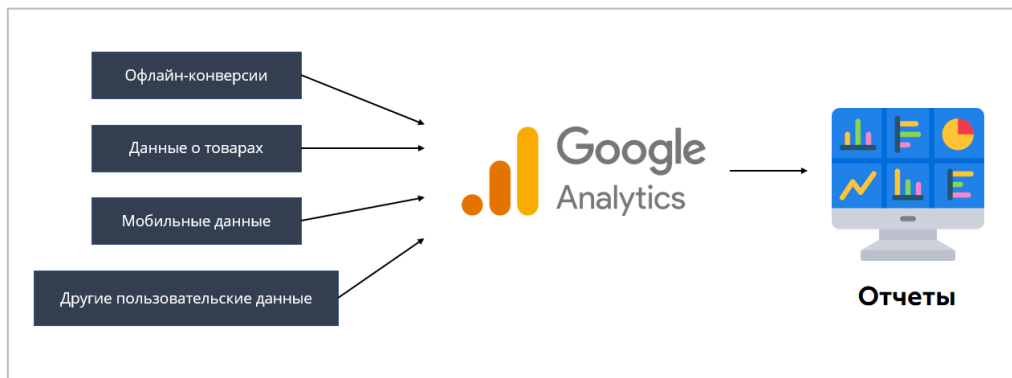 Офлайн-конверсии
Данные о товарах
Мобильные данные
Другие пользовательские данные
Google
Analytics
Отчеты